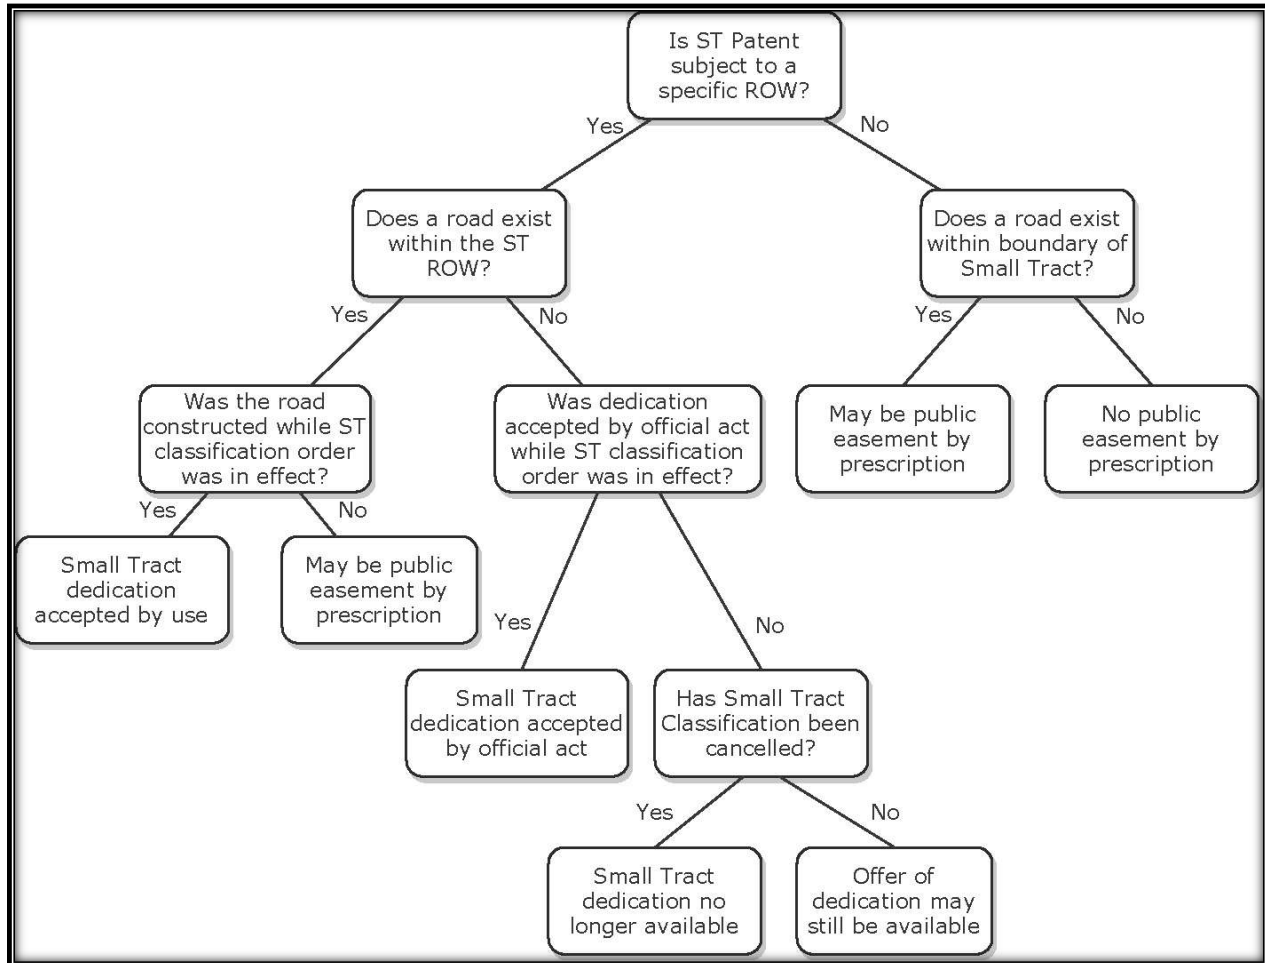 Is ST Patent
subject to a
specific ROW?
Yes
No
Does a road exist
within the ST
ROW?
Does a road exist
within boundary of
Small Tract?
Yes
No
Yes
No
Was the road
constructed while ST
classification order
was in effect?
Was dedication
accepted by official act
while ST classification
order was in effect?
May be public
easement by
prescription
No public
easement by
prescription
Yes
No
Small Tract
dedication
accepted by use
May be public
easement by
prescription
Yes
No
Small Tract
dedication accepted
by official act
Has Small Tract
Classification been
cancelled?
Yes
No
Small Tract
dedication no
longer available
Offer of
dedication may
still be available